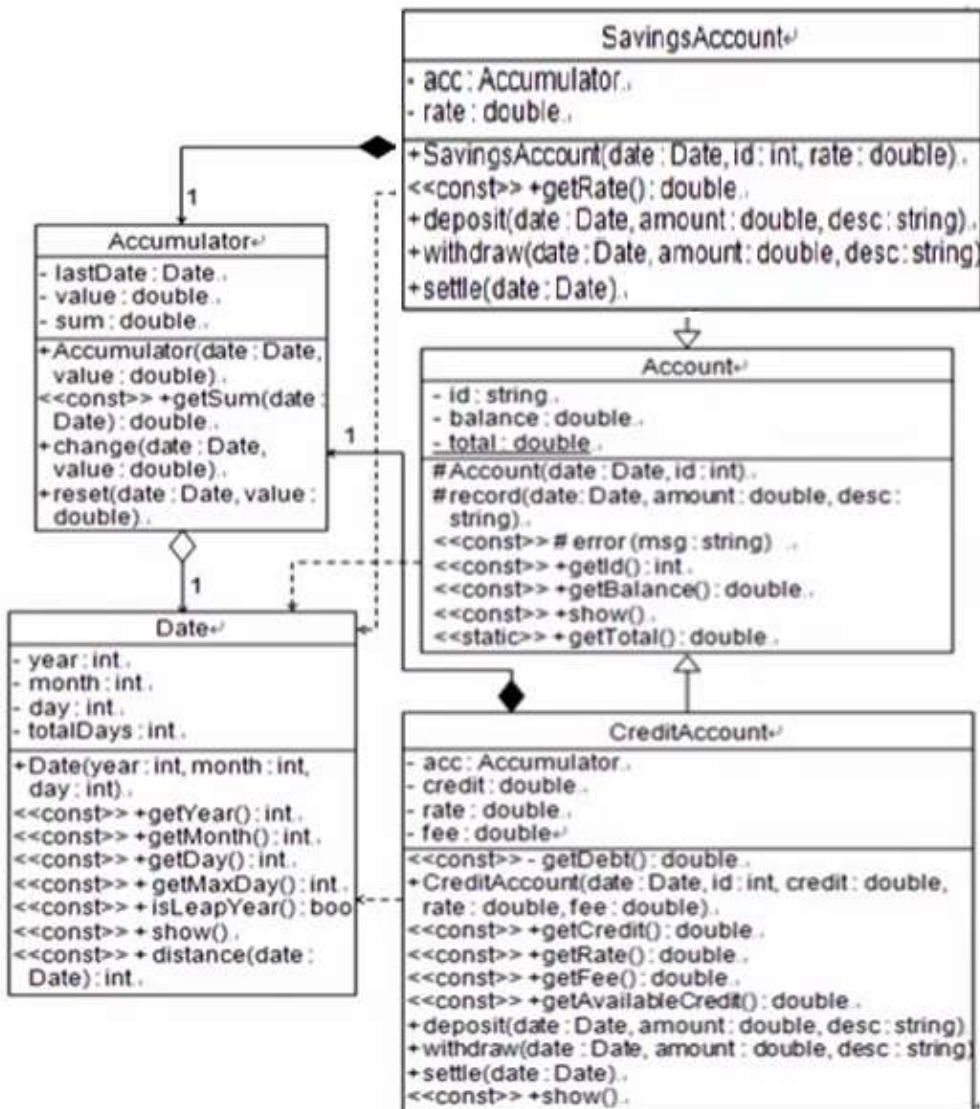 SavingsAccount
- acc : Accumulator
- rate : double
+SavingsAccount(date : Date, id : int, rate : double)
<<const>> +getRate() : double
+deposit(date : Date, amount : double, desc : string)
+withdraw(date : Date, amount : double, desc : string)
+settle(date : Date)
1
Accumulator
- lastDate : Date
- value : double
- sum : double
+Accumulator(date : Date,
value : double)
<<const>> +getSum(date :
Date) : double
+change(date : Date,
value : double)
+reset(date : Date, value :
double)
1
Account
- id : string
- balance : double
- total : double
#Account(date : Date, id : int)
#record(date : Date, amount : double, desc :
string)
<<const>> # error (msg : string)
<<const>> +getId() : int
<<const>> +getBalance() : double
<<const>> +show()
<<static>> +getTotal() : double
1
Date
- year : int
- month : int
- day : int
- totalDays : int
+Date(year : int, month : int,
day : int)
<<const>> +getYear() : int
<<const>> +getMonth() : int
<<const>> +getDay() : int
<<const>> +getMaxDay() : int
<<const>> +isLeapYear() : boo
<<const>> + show()
<<const>> + distance(date :
Date) : int
CreditAccount
- acc : Accumulator
- credit : double
- rate : double
- fee : double
<<const>> - getDebt() : double
+CreditAccount(date : Date, id : int, credit : double,
rate : double, fee : double)
<<const>> +getCredit() : double
<<const>> +getRate() : double
<<const>> +getFee() : double
<<const>> +getAvailableCredit() : double
+deposit(date : Date, amount : double, desc : string)
+withdraw(date : Date, amount : double, desc : string)
+settle(date : Date)
<<const>> +show()